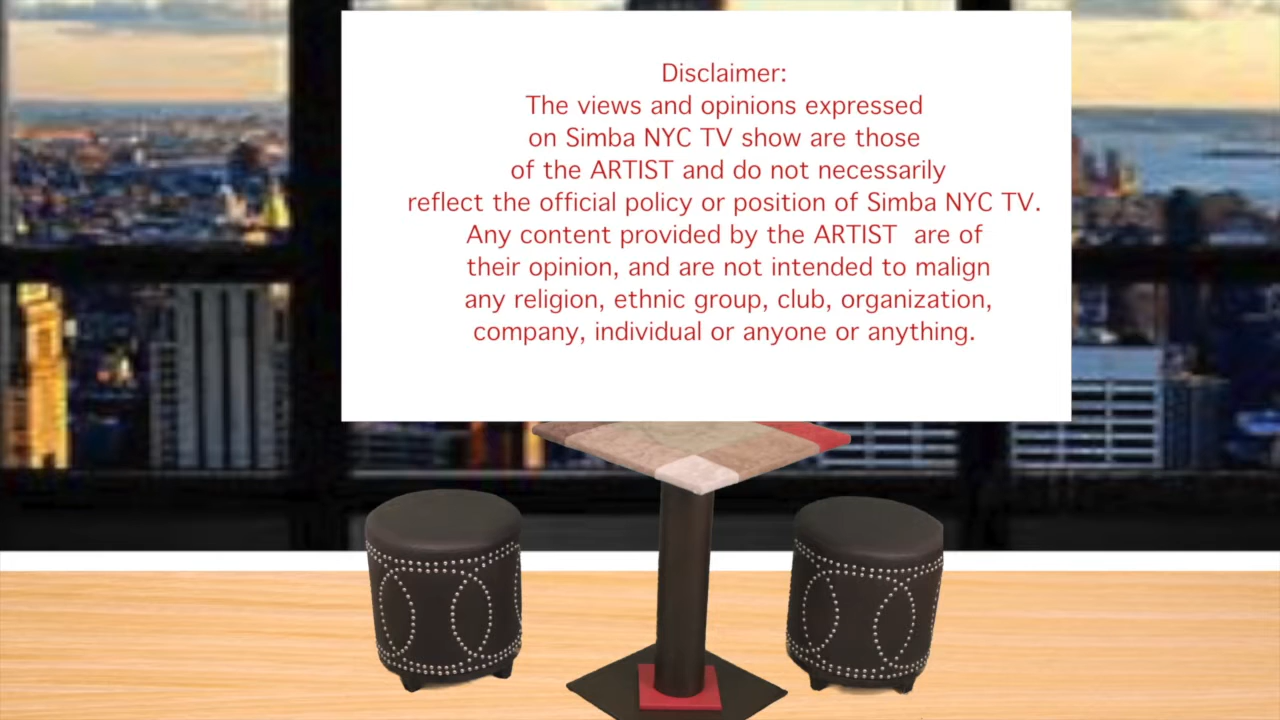 Disclaimer:
The views and opinions expressed
on Simba NYC TV show are those
of the ARTIST and do not necessarily
reflect the official policy or position of Simba NYC TV.
Any content provided by the ARTIST  are of
their opinion, and are not intended to malign
any religion, ethnic group, club, organization,
company, individual or anyone or anything.